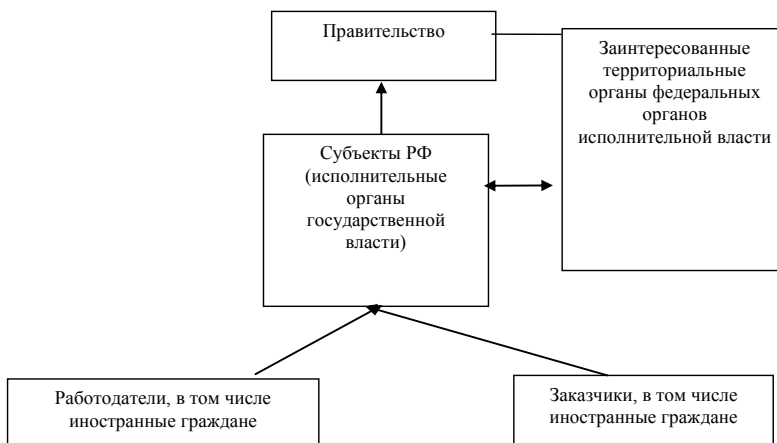 Правительство
Заинтересованные
территориальные
органы федеральных
органов
исполнительной власти
Субъекты РФ
(исполнительные
органы
государственной
власти)
Работодатели, в том числе
иностранные граждане
Заказчики, в том числе
иностранные граждане